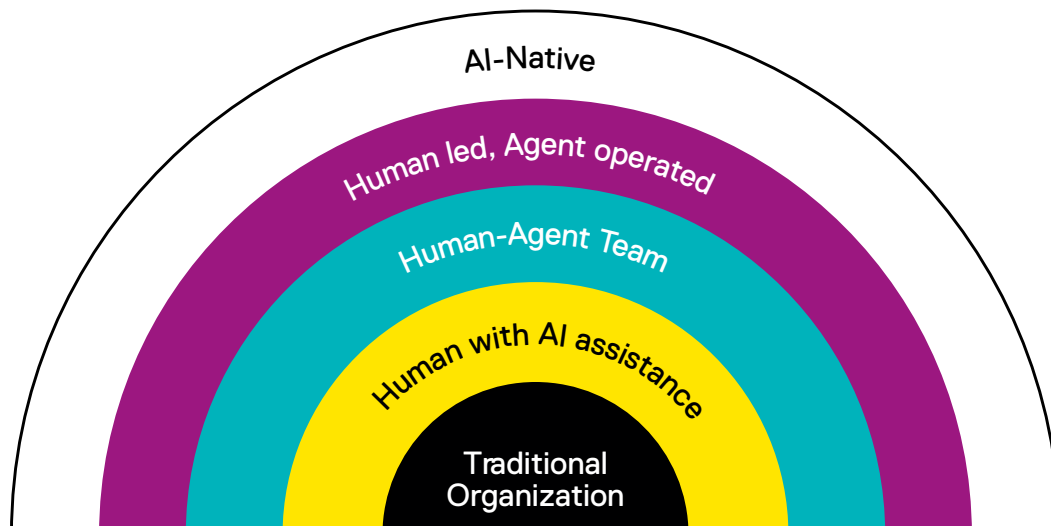 AI-Native
Human led, Agent operated
Human-Agent Team
Human with AI assistance
Traditional
Organization